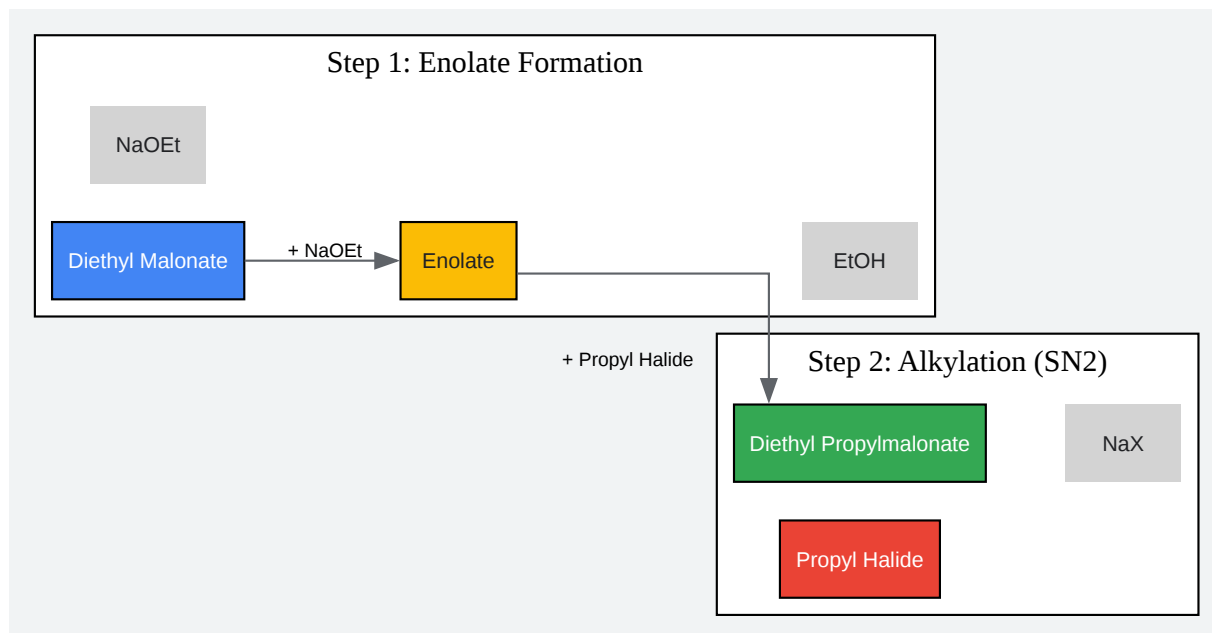 Step 1: Enolate Formation
NaOEt
Diethyl Malonate
+ NaOEt
Enolate
EtOH
+ Propyl Halide
Step 2: Alkylation (SN2)
Diethyl Propylmalonate
NaX
Propyl Halide